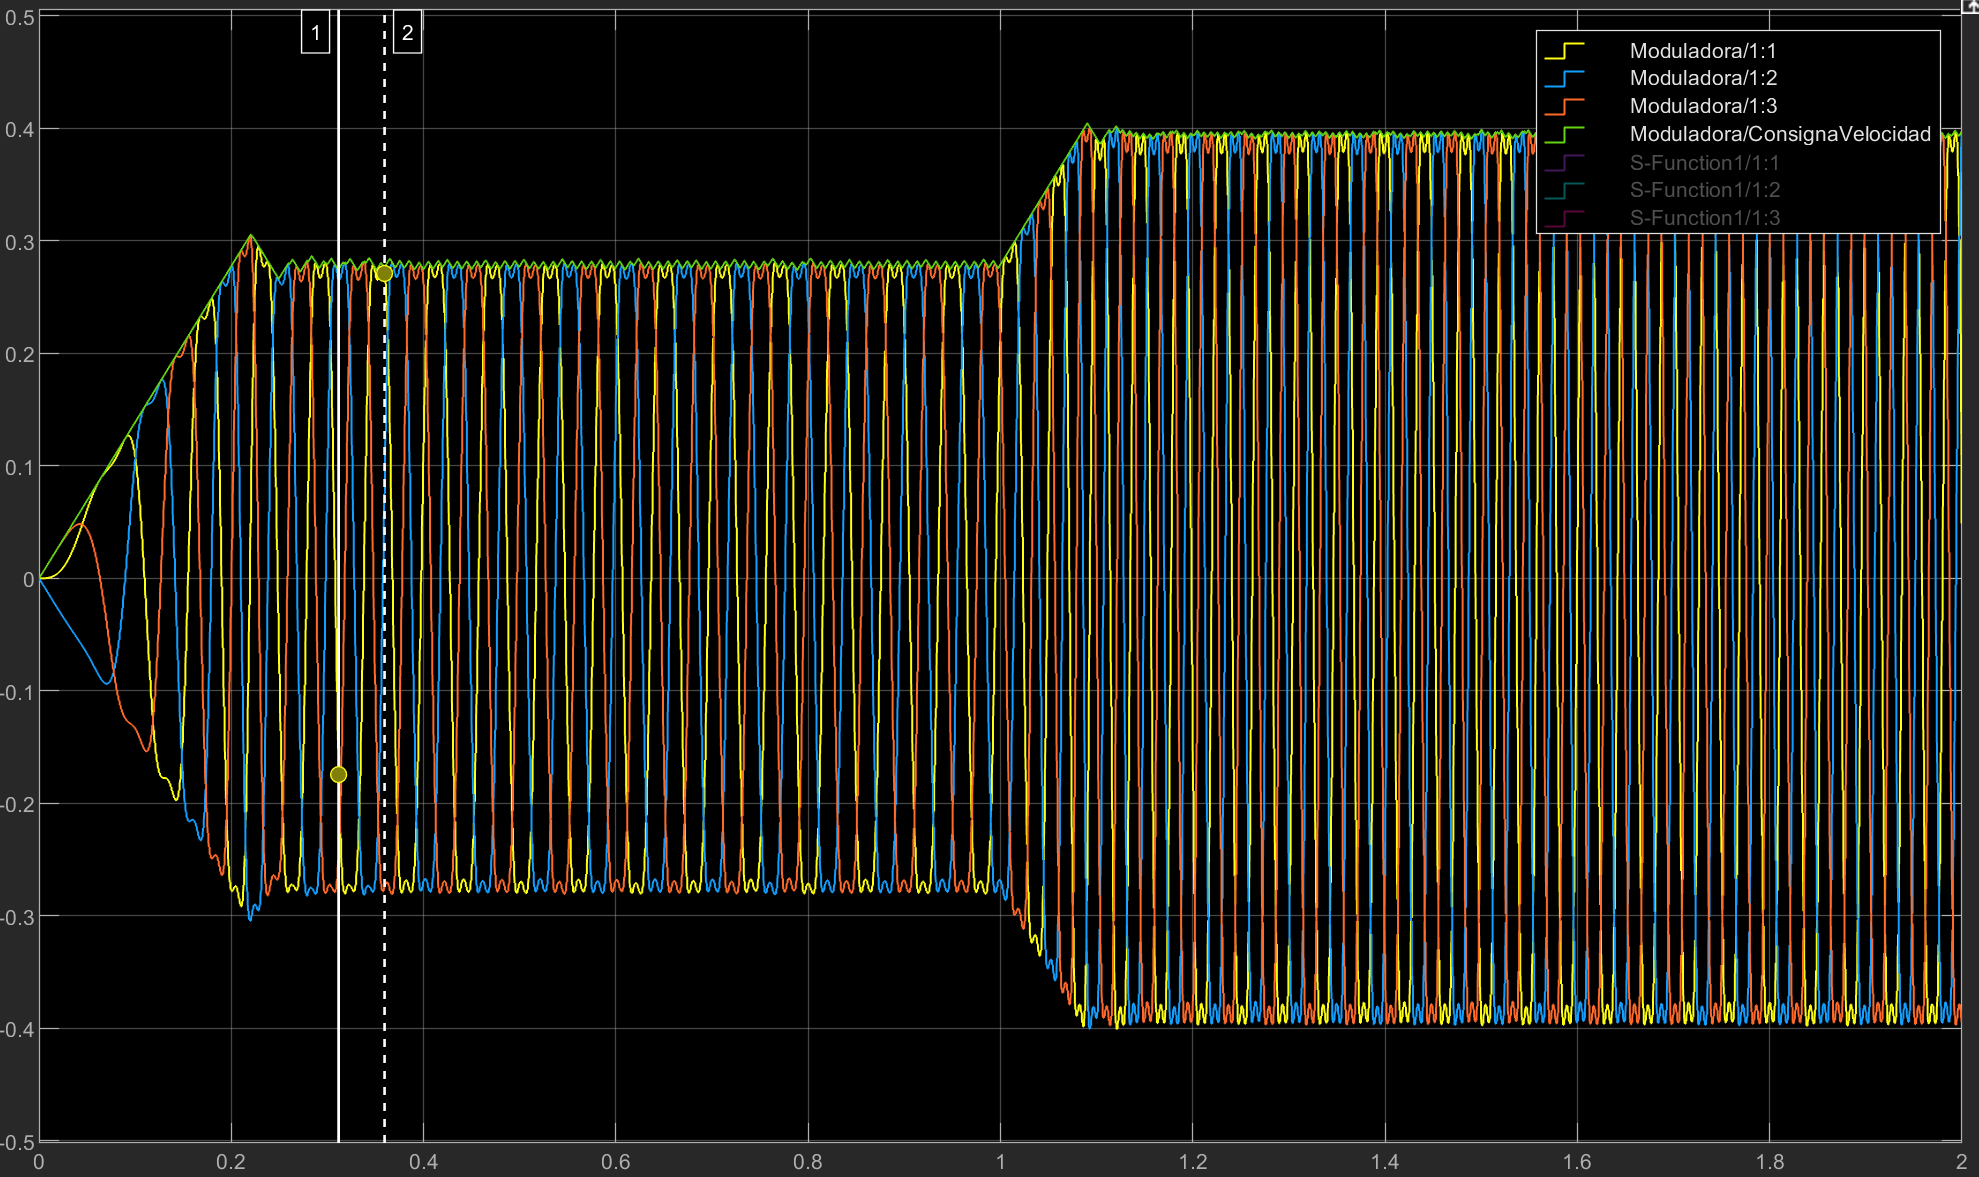 0.5
0.4
0.3
0.2
0.1
0
-0.1
-0.2
-0.3
-0.4
-0.5
1
2
Moduladora/1:1
Moduladora/1:2
Moduladora/1:3
Moduladora/ConsignaVelocidad
S-Function1/1:1
S-Function1/1:2
S-Function1/1:3
0 0.2 0.4 0.6 0.8 1 1.2 1.4 1.6 1.8 2